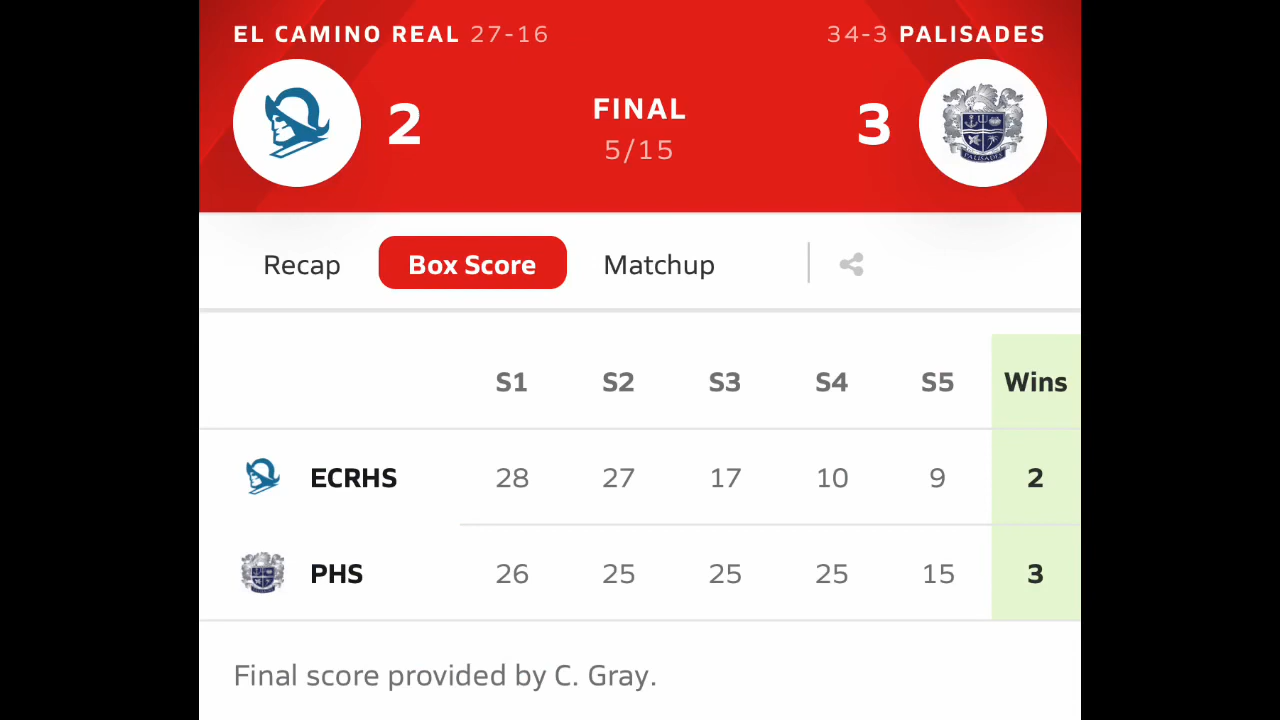 EL CAMINO REAL 27-16 34-3 PALISADES
2 FINAL 3
5/15
PALISADES
Recap Box Score Matchup
S1 S2 S3 S4 S5 Wins
ECRHS 28 27 17 10 9 2
PHS 26 25 25 25 15 3
Final score provided by C. Gray.